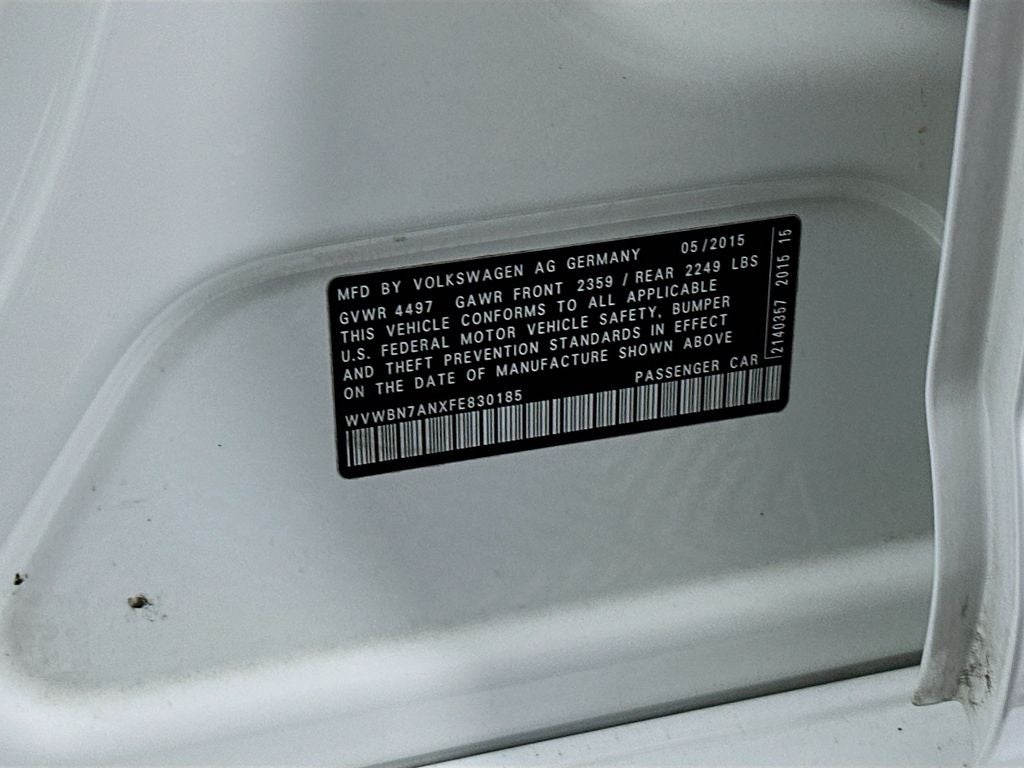 MFD BY VOLKSWAGEN AG GERMANY 05/2015
GVWR 4497 GAWR FRONT 2359 / REAR 2249 LBS
THIS VEHICLE CONFORMS TO ALL APPLICABLE
U.S. FEDERAL MOTOR VEHICLE SAFETY, BUMPER
AND THEFT PREVENTION STANDARDS IN EFFECT
ON THE DATE OF MANUFACTURE SHOWN ABOVE
WVWBN7ANXFE830185 PASSENGER CAR
2140357 2015 15